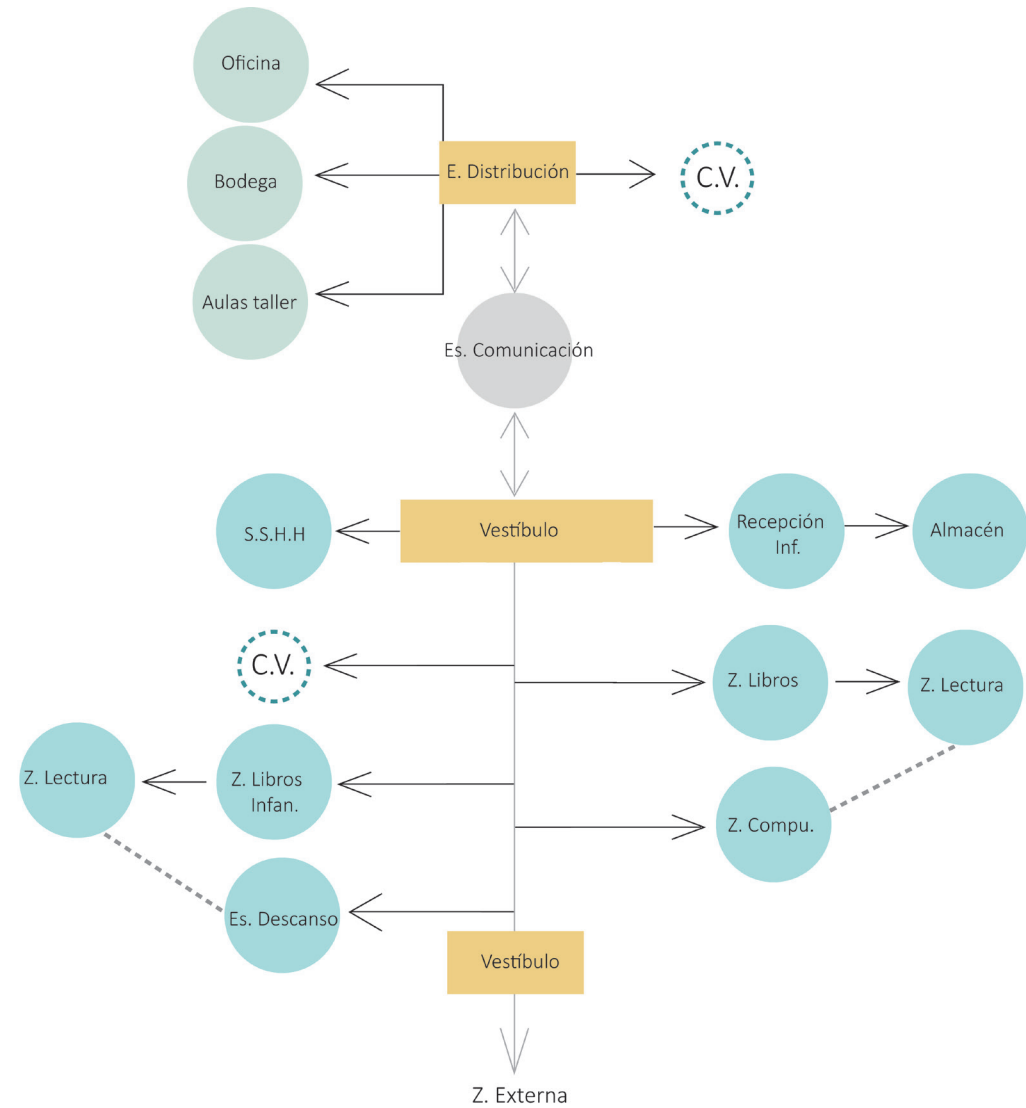 Oficina
Bodega
Aulas taller
E. Distribución
C.V.
Es. Comunicación
S.S.H.H
Vestíbulo
Recepción
Inf.
Almacén
C.V.
Z. Libros
Z. Lectura
Z. Lectura
Z. Libros
Infan.
Z. Compu.
Es. Descanso
Vestíbulo
Z. Externa